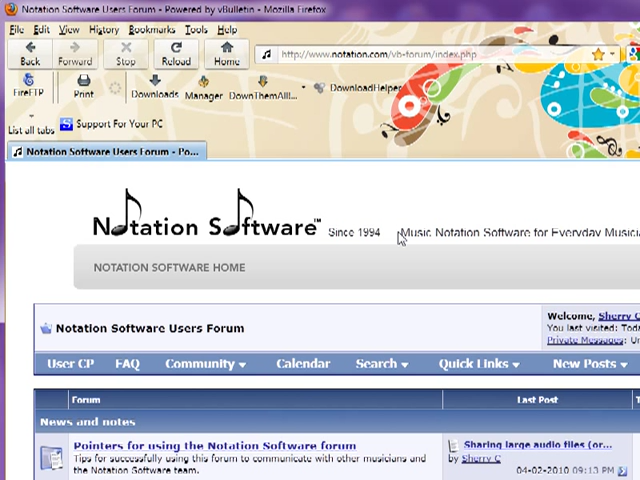 Notation Software Users Forum - Powered by vBulletin - Mozilla Firefox
File Edit View History Bookmarks Tools Help
Back Forward Stop Reload Home http://www.notation.com/vb-forum/index.php
FireFTP Print Downloads Manager DownThemAll!... DownloadHelper
List all tabs Support For Your PC
Notation Software Users Forum - Po...
Notation Software™ Since 1994 Music Notation Software for Everyday Musici
NOTATION SOFTWARE HOME
Notation Software Users Forum
Welcome, Sherry C
You last visited: Toda
Private Messages: Un
User CP FAQ Community Calendar Search Quick Links New Posts
Forum Last Post T
News and notes
Pointers for using the Notation Software forum
Tips for successfully using this forum to communicate with other musicians and
the Notation Software team.
Sharing large audio files (or...
by Sherry C
04-02-2010 09:13 PM